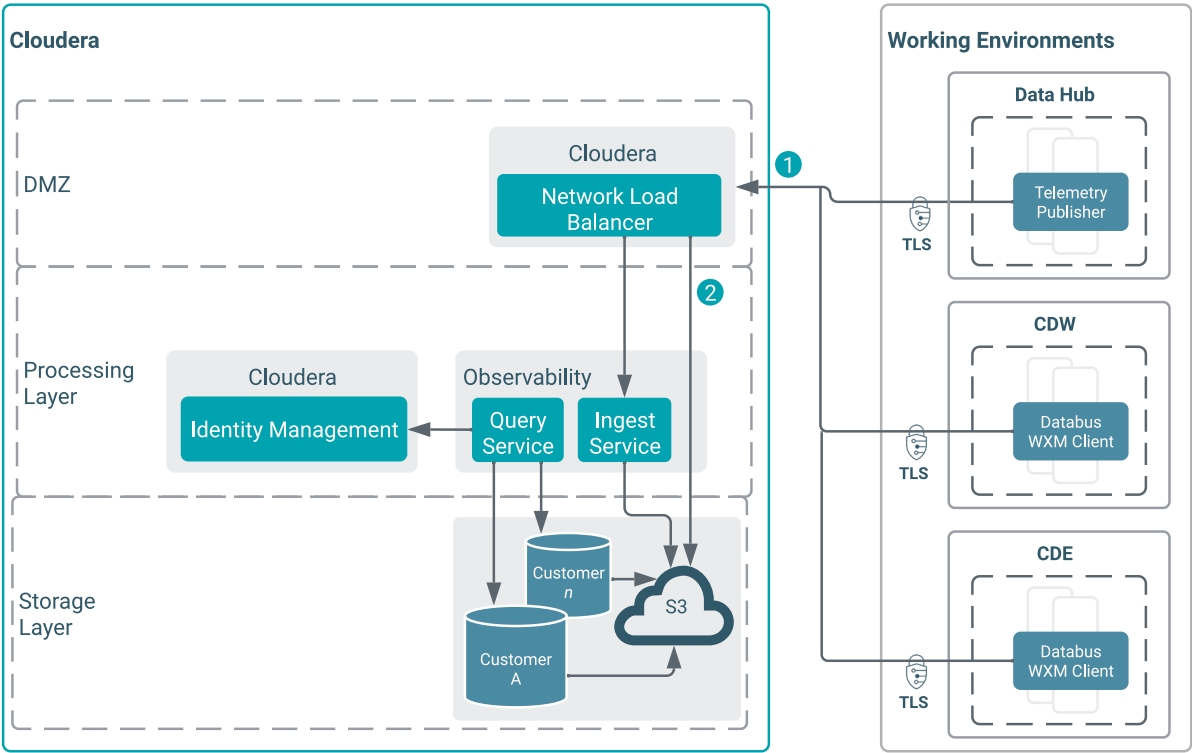 Cloudera
DMZ
Cloudera
Network Load
Balancer
1
2
Processing
Layer
Cloudera
Identity Management
Observability
Query
Service
Ingest
Service
Storage
Layer
Customer
n
Customer
A
S3
Working Environments
Data Hub
Telemetry
Publisher
TLS
CDW
Databus
WXM Client
TLS
CDE
Databus
WXM Client
TLS